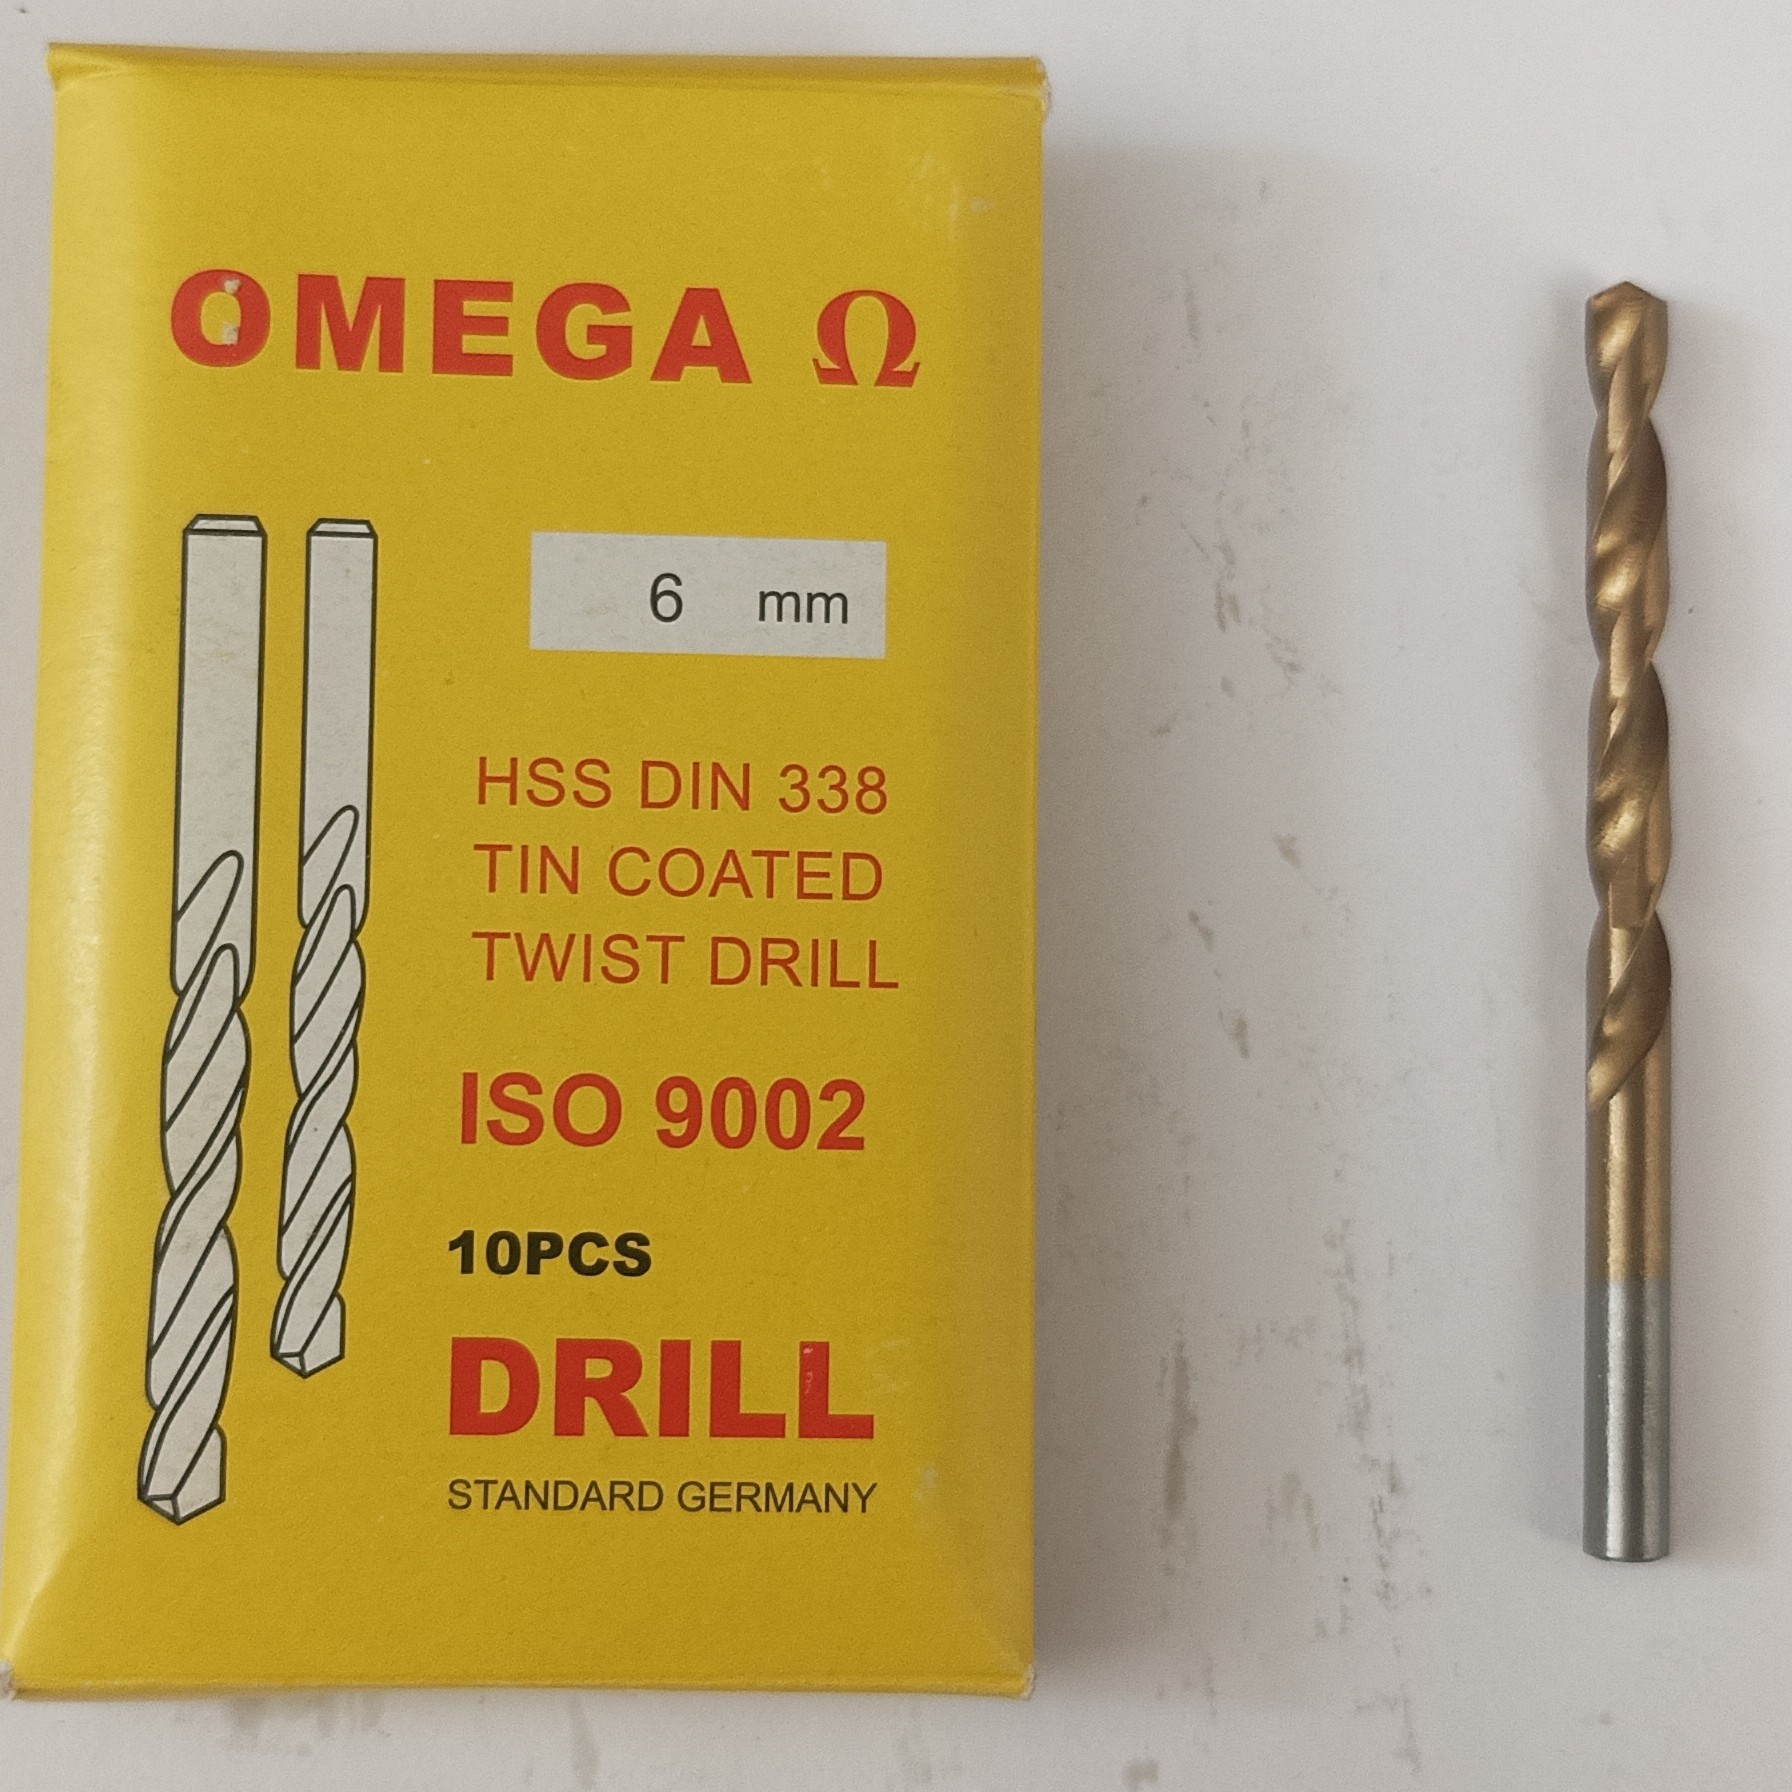 OMEGA Ω
6 mm
HSS DIN 338
TIN COATED
TWIST DRILL
ISO 9002
10PCS
DRILL
STANDARD GERMANY